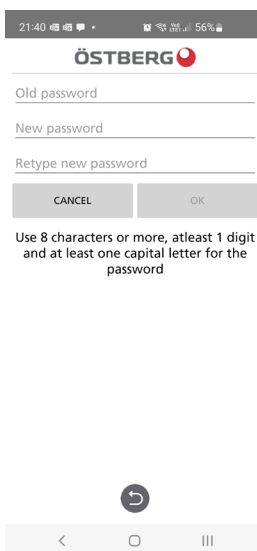 21:40 56%
ÖSTBERG
Old password
New password
Retype new password
CANCEL OK
Use 8 characters or more, atleast 1 digit
and at least one capital letter for the
password